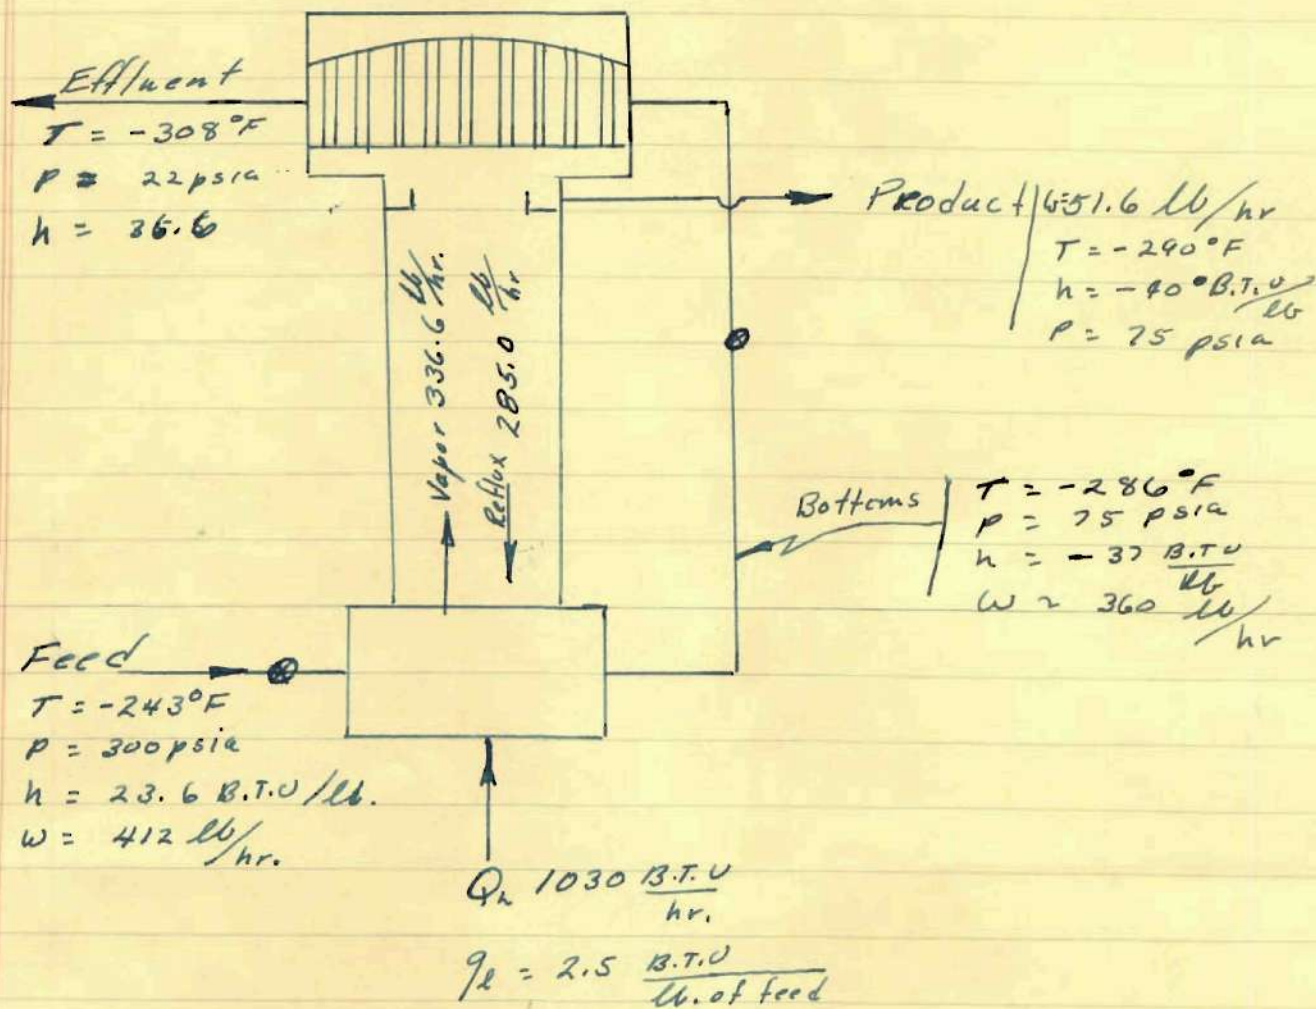 Effluent
T = -308°F
P = 22 psia
h = 36.6
Product W=51.6 lb/hr
T = -290°F
h = -40° B.T.U/lb
P = 75 psia
Vapor 336.6 lb/hr.
Reflux 285.0 lb/hr
Bottoms
T = -286°F
P = 75 psia
h = -37 B.T.U/lb
W = 360 lb/hr
Feed
T = -243°F
P = 300 psia
h = 23.6 B.T.U/lb.
w = 412 lb/hr.
1030 B.T.U/hr.
= 2.5 B.T.U/lb. of feed